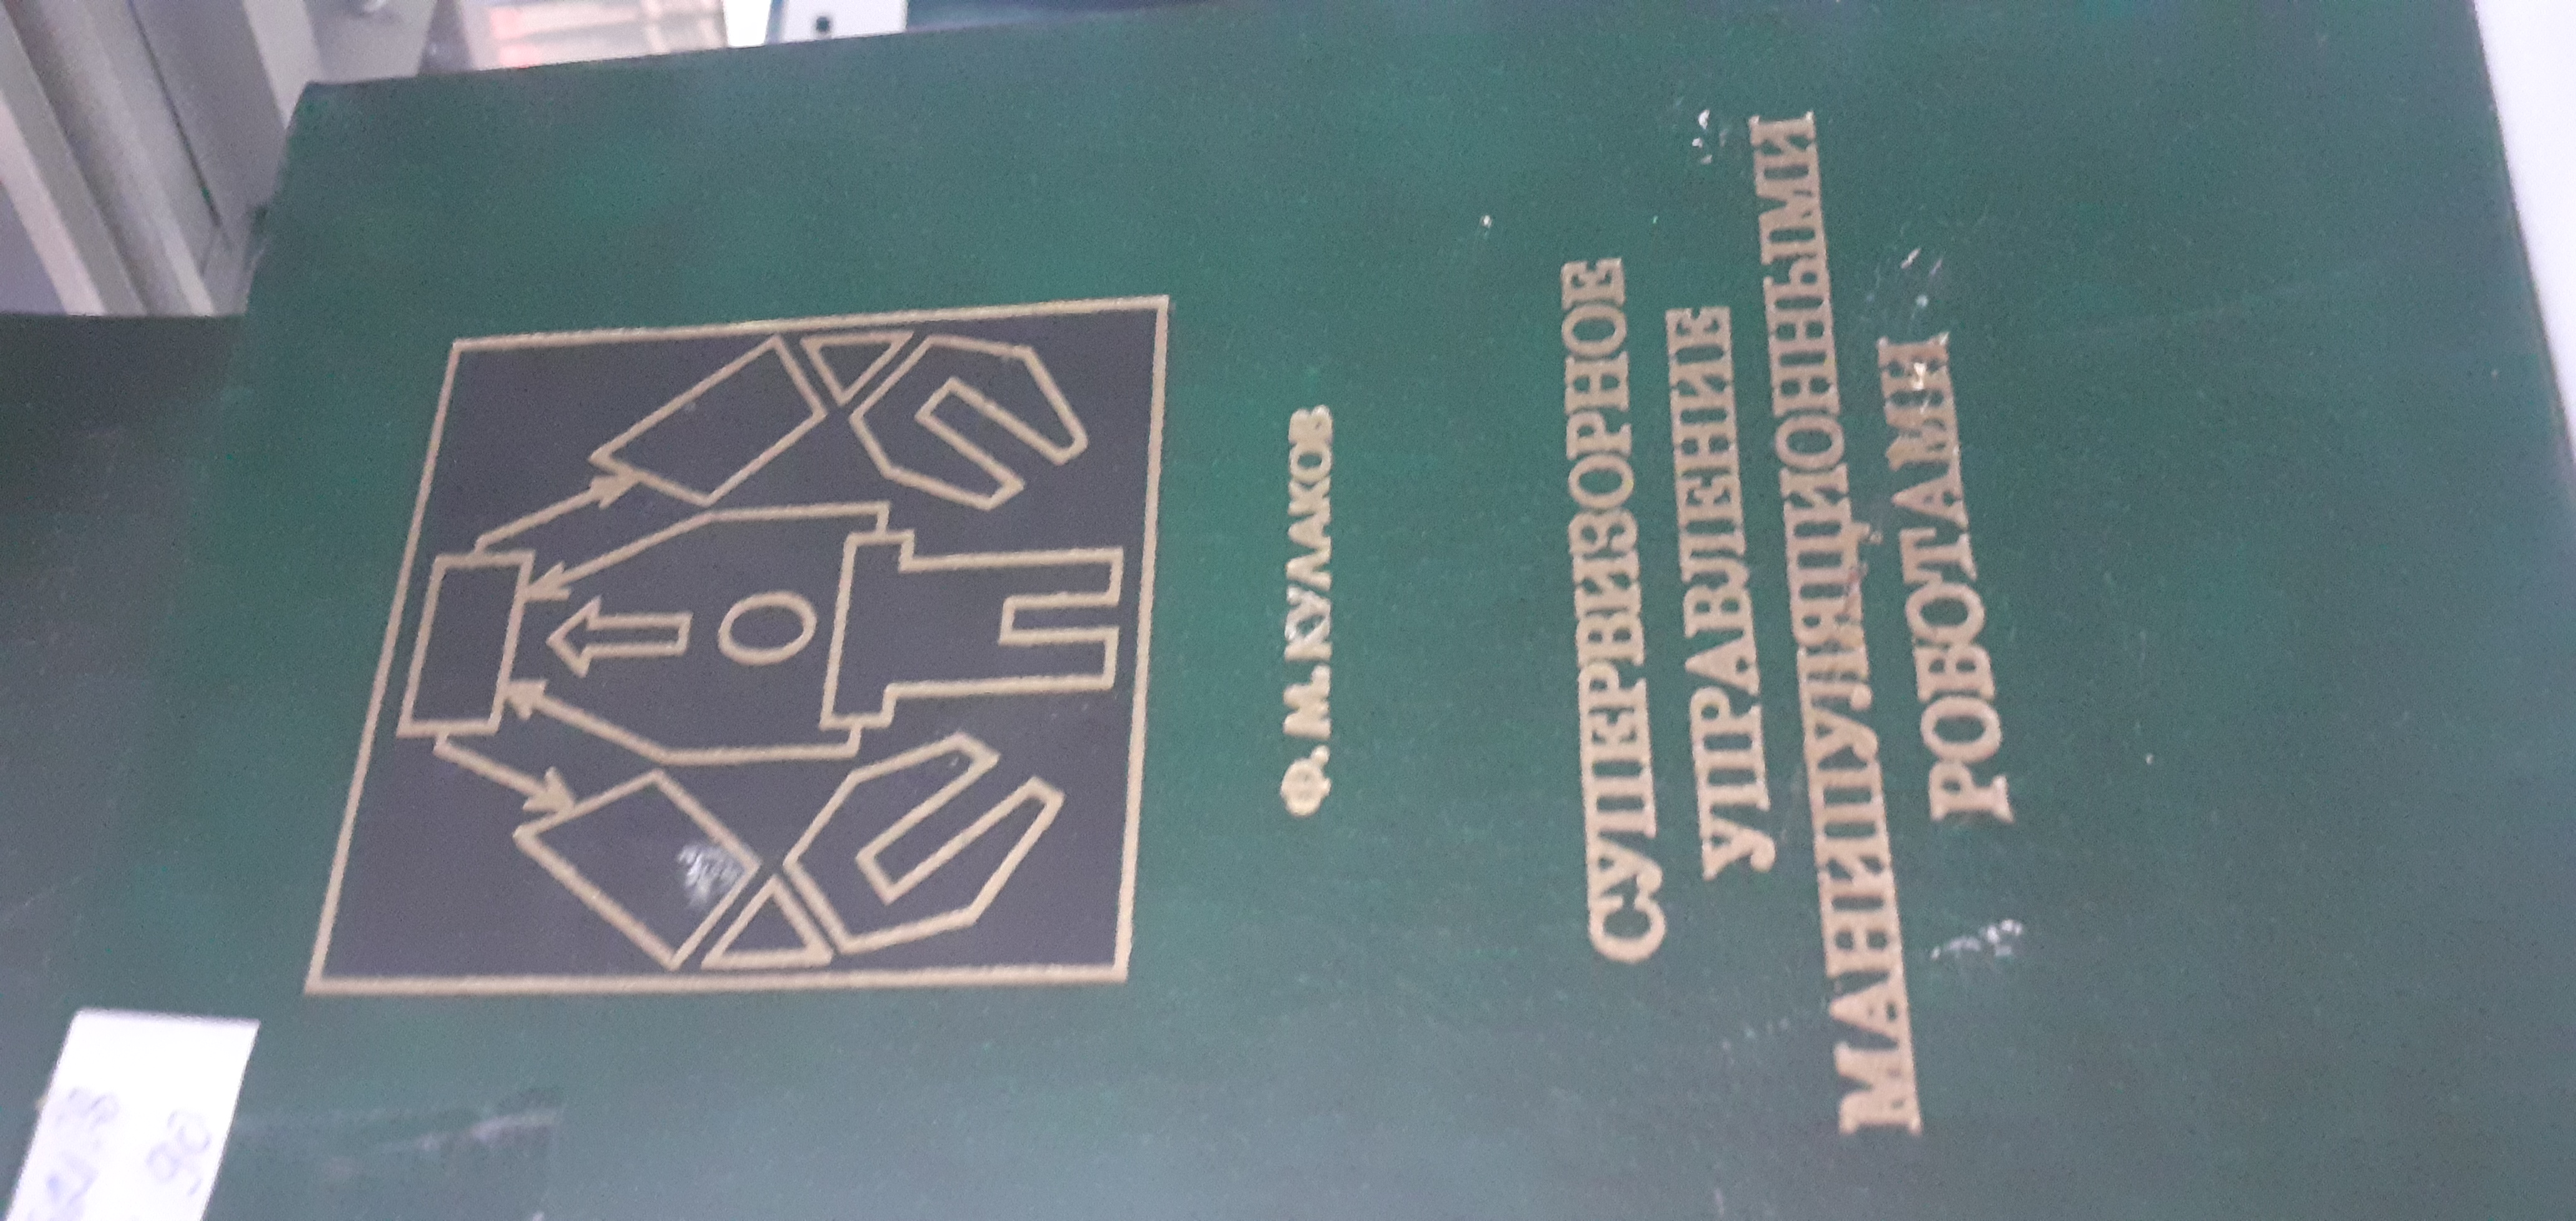 Ф. М. КУЛАКОВ
СУПЕРВИЗОРНОЕ
УПРАВЛЕНИЕ
МАНИПУЛЯЦИОННЫМИ
РОБОТАМИ